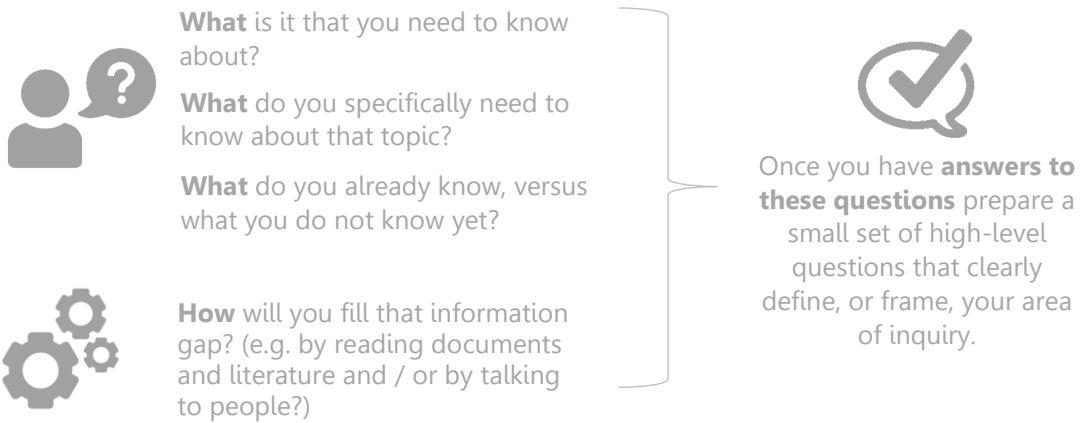 What is it that you need to know
about?
What do you specifically need to
know about that topic?
What do you already know, versus
what you do not know yet?
How will you fill that information
gap? (e.g. by reading documents
and literature and / or by talking
to people?)
?
Once you have answers to
these questions prepare a
small set of high-level
questions that clearly
define, or frame, your area
of inquiry.